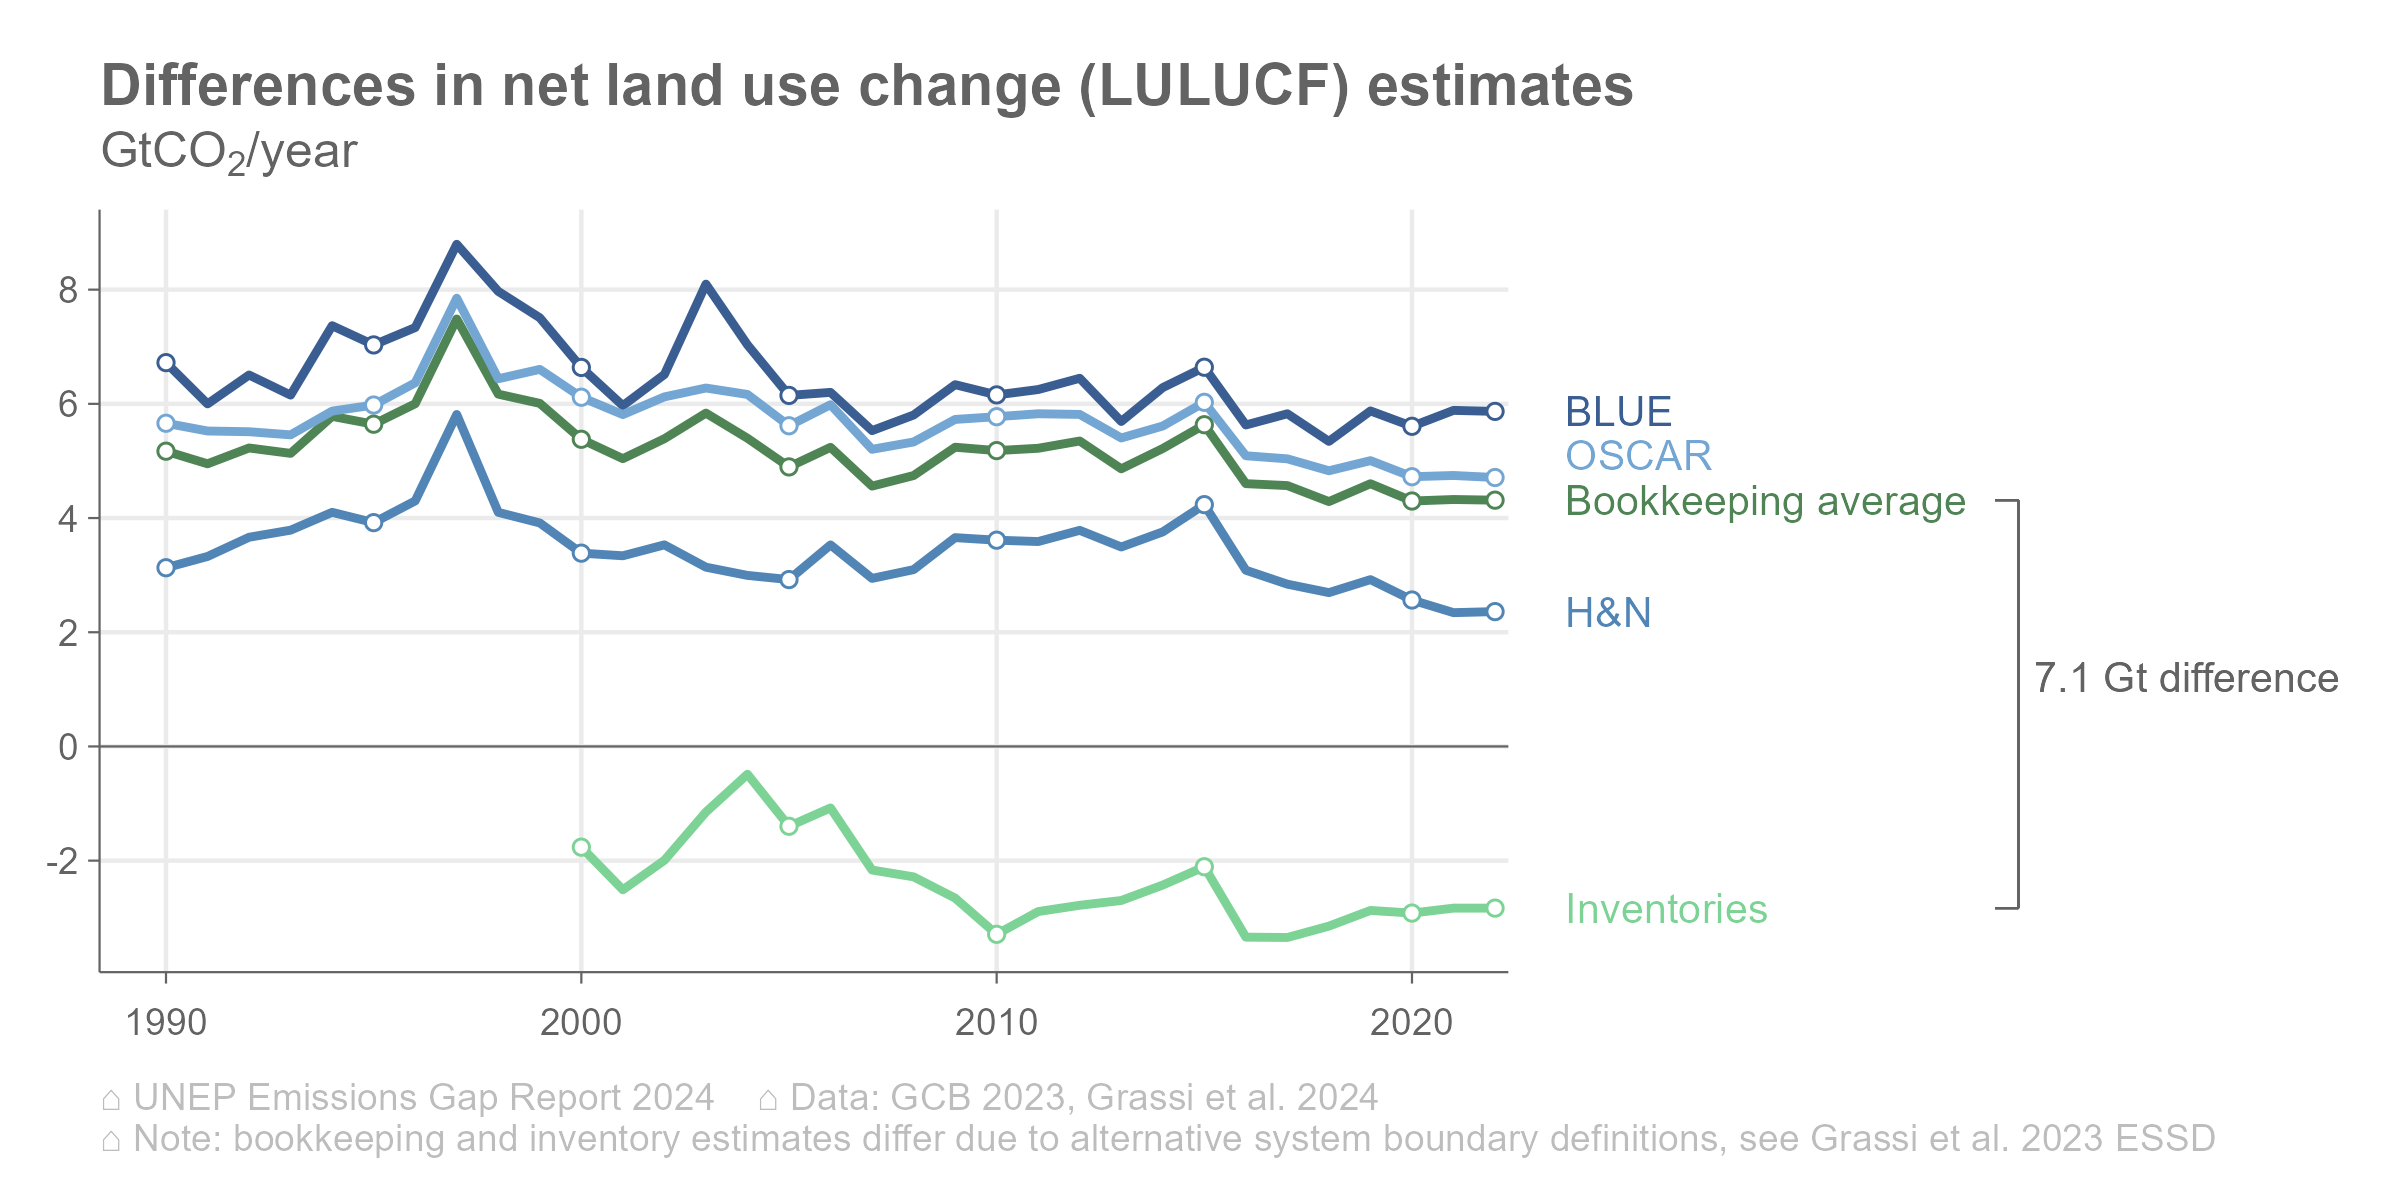 Differences in net land use change (LULUCF) estimates
GtCO₂/year
8
6
4
2
0
-2
1990
2000
2010
2020
BLUE
OSCAR
Bookkeeping average
H&N
7.1 Gt difference
Inventories
⌂ UNEP Emissions Gap Report 2024 ⌂ Data: GCB 2023, Grassi et al. 2024
⌂ Note: bookkeeping and inventory estimates differ due to alternative system boundary definitions, see Grassi et al. 2023 ESSD